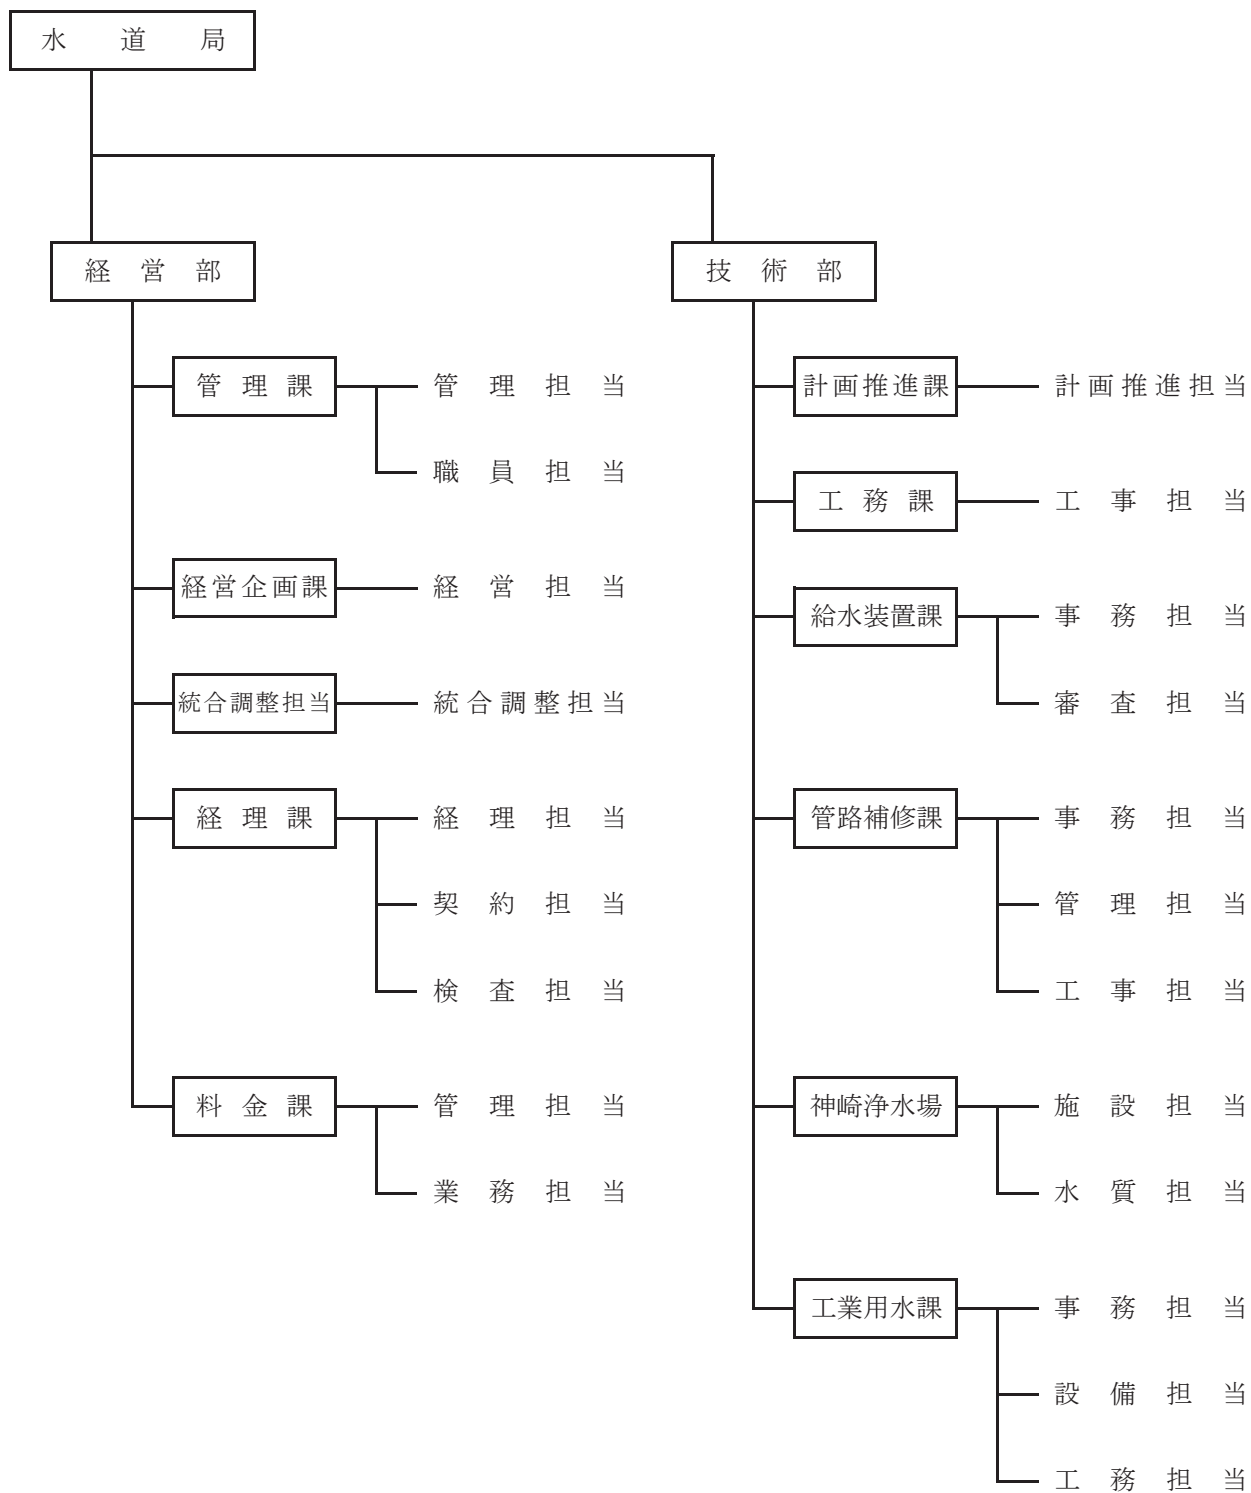 水道局
経営部
管理課
管理担当
職員担当
経営企画課
経営担当
統合調整担当
統合調整担当
経理課
経理担当
契約担当
検査担当
料金課
管理担当
業務担当
技術部
計画推進課
計画推進担当
工務課
工事担当
給水装置課
事務担当
審査担当
管路補修課
事務担当
管理担当
工事担当
神崎浄水場
施設担当
水質担当
工業用水課
事務担当
設備担当
工務担当